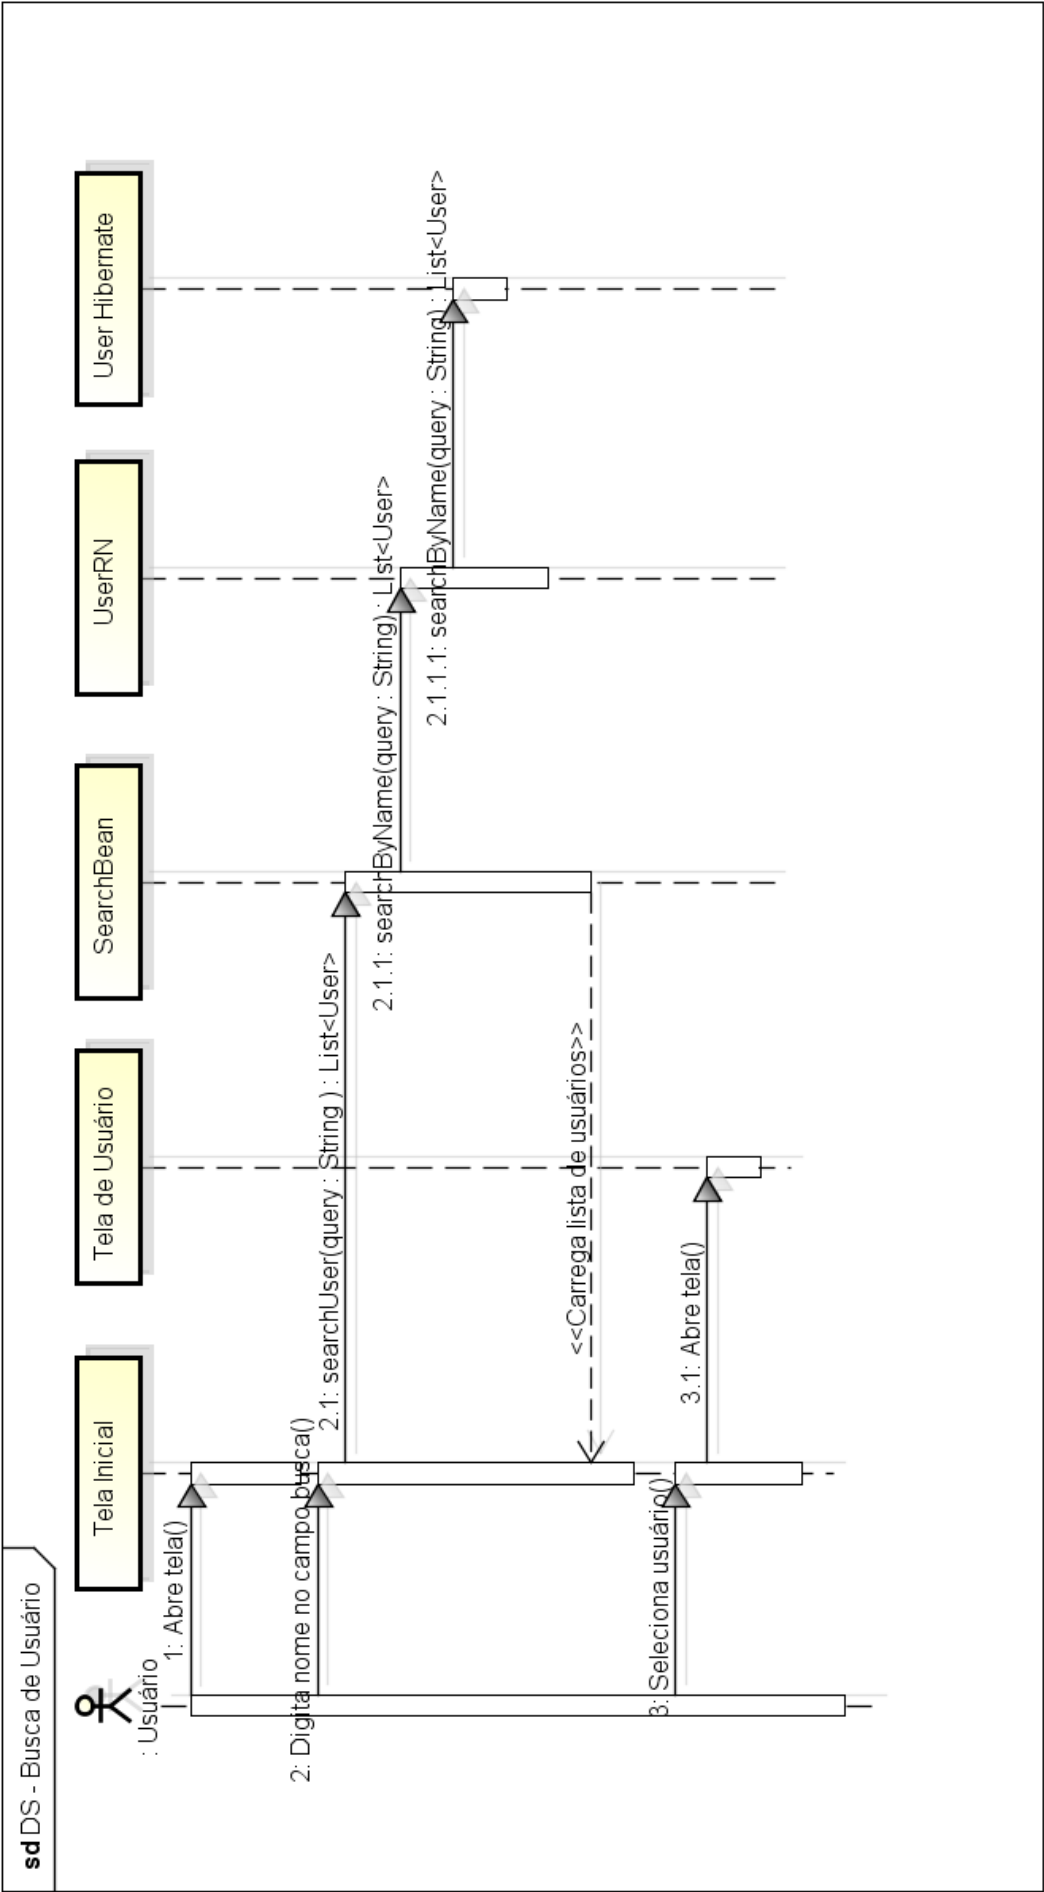 sd DS - Busca de Usuário
: Usuário
Tela Inicial
Tela de Usuário
SearchBean
UserRN
User Hibernate
1: Abre tela()
2: Digita nome no campo busca()
2.1: searchUser(query : String ) : List<User>
2.1.1: searchByName(query : String) : List<User>
2.1.1.1: searchByName(query : String) : List<User>
<<Carrega lista de usuários>>
3: Seleciona usuário()
3.1: Abre tela()